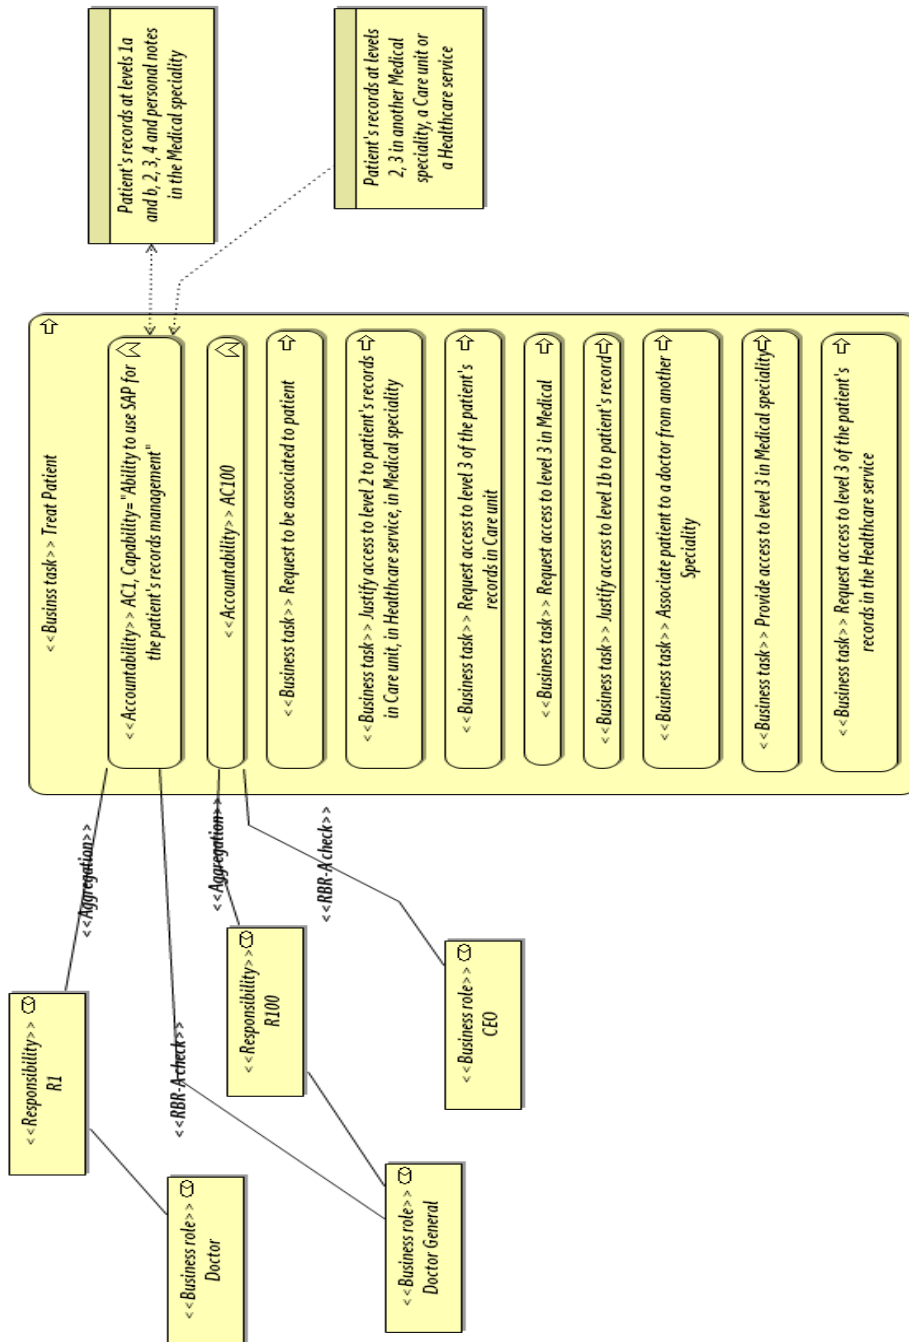 Patient's records at levels 1a
and b, 2, 3, 4 and personal notes
in the Medical speciality
Patient's records at levels
2, 3 in another Medical
speciality, a Care unit or
a Healthcare service
<<Businss task>> Treat Patient
<<Accountability>> AC1, Capability= "Ability to use SAP for
the patient's records management"
<<Accountability>> AC100
<<Business task>> Request to be associated to patient
<<Business task>> Justify access to level 2 to patient's records
in Care unit, in Healthcare service, in Medical speciality
<<Business task>> Request access to level 3 of the patient's
records in Care unit
<<Business task>> Request access to level 3 in Medical
<<Business task>> Justify access to level 1b to patient's record
<<Business task>> Associate patient to a doctor from another
Speciality
<<Business task>> Provide access to level 3 in Medical speciality
<<Business task>> Request access to level 3 of the patient's
records in the Healthcare service
<<Aggregation>>
<<Aggregation>>
<<RBR-A check>>
<<RBR-A check>>
<<Responsibility>>
R1
<<Responsibility>>
R100
<<Business role>>
CEO
<<Business role>>
Doctor
<<Business role>>
Doctor General